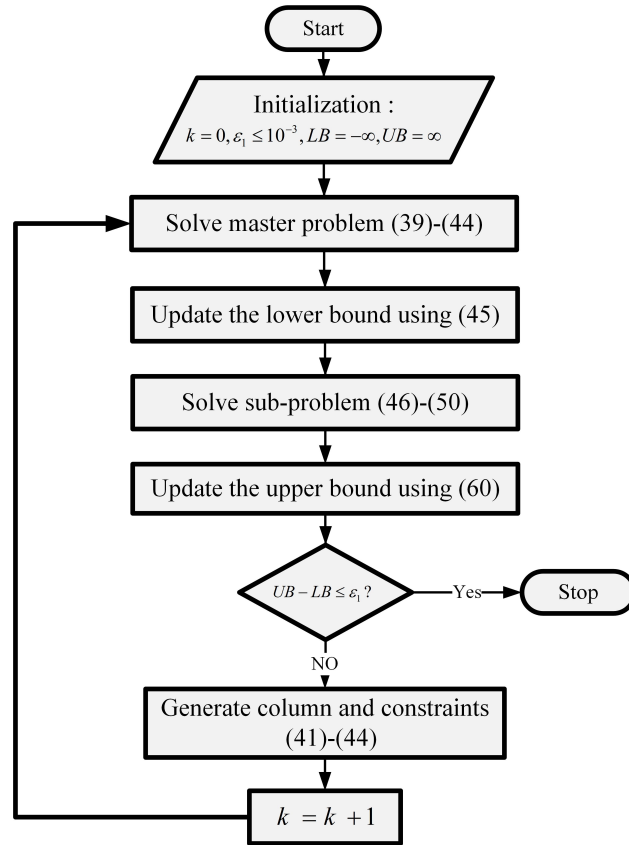 Start
Initialization :
k = 0, ε₁ ≤ 10⁻³, LB = −∞, UB = ∞
Solve master problem (39)-(44)
Update the lower bound using (45)
Solve sub-problem (46)-(50)
Update the upper bound using (60)
UB − LB ≤ ε₁ ?
Yes
Stop
NO
Generate column and constraints
(41)-(44)
k = k + 1